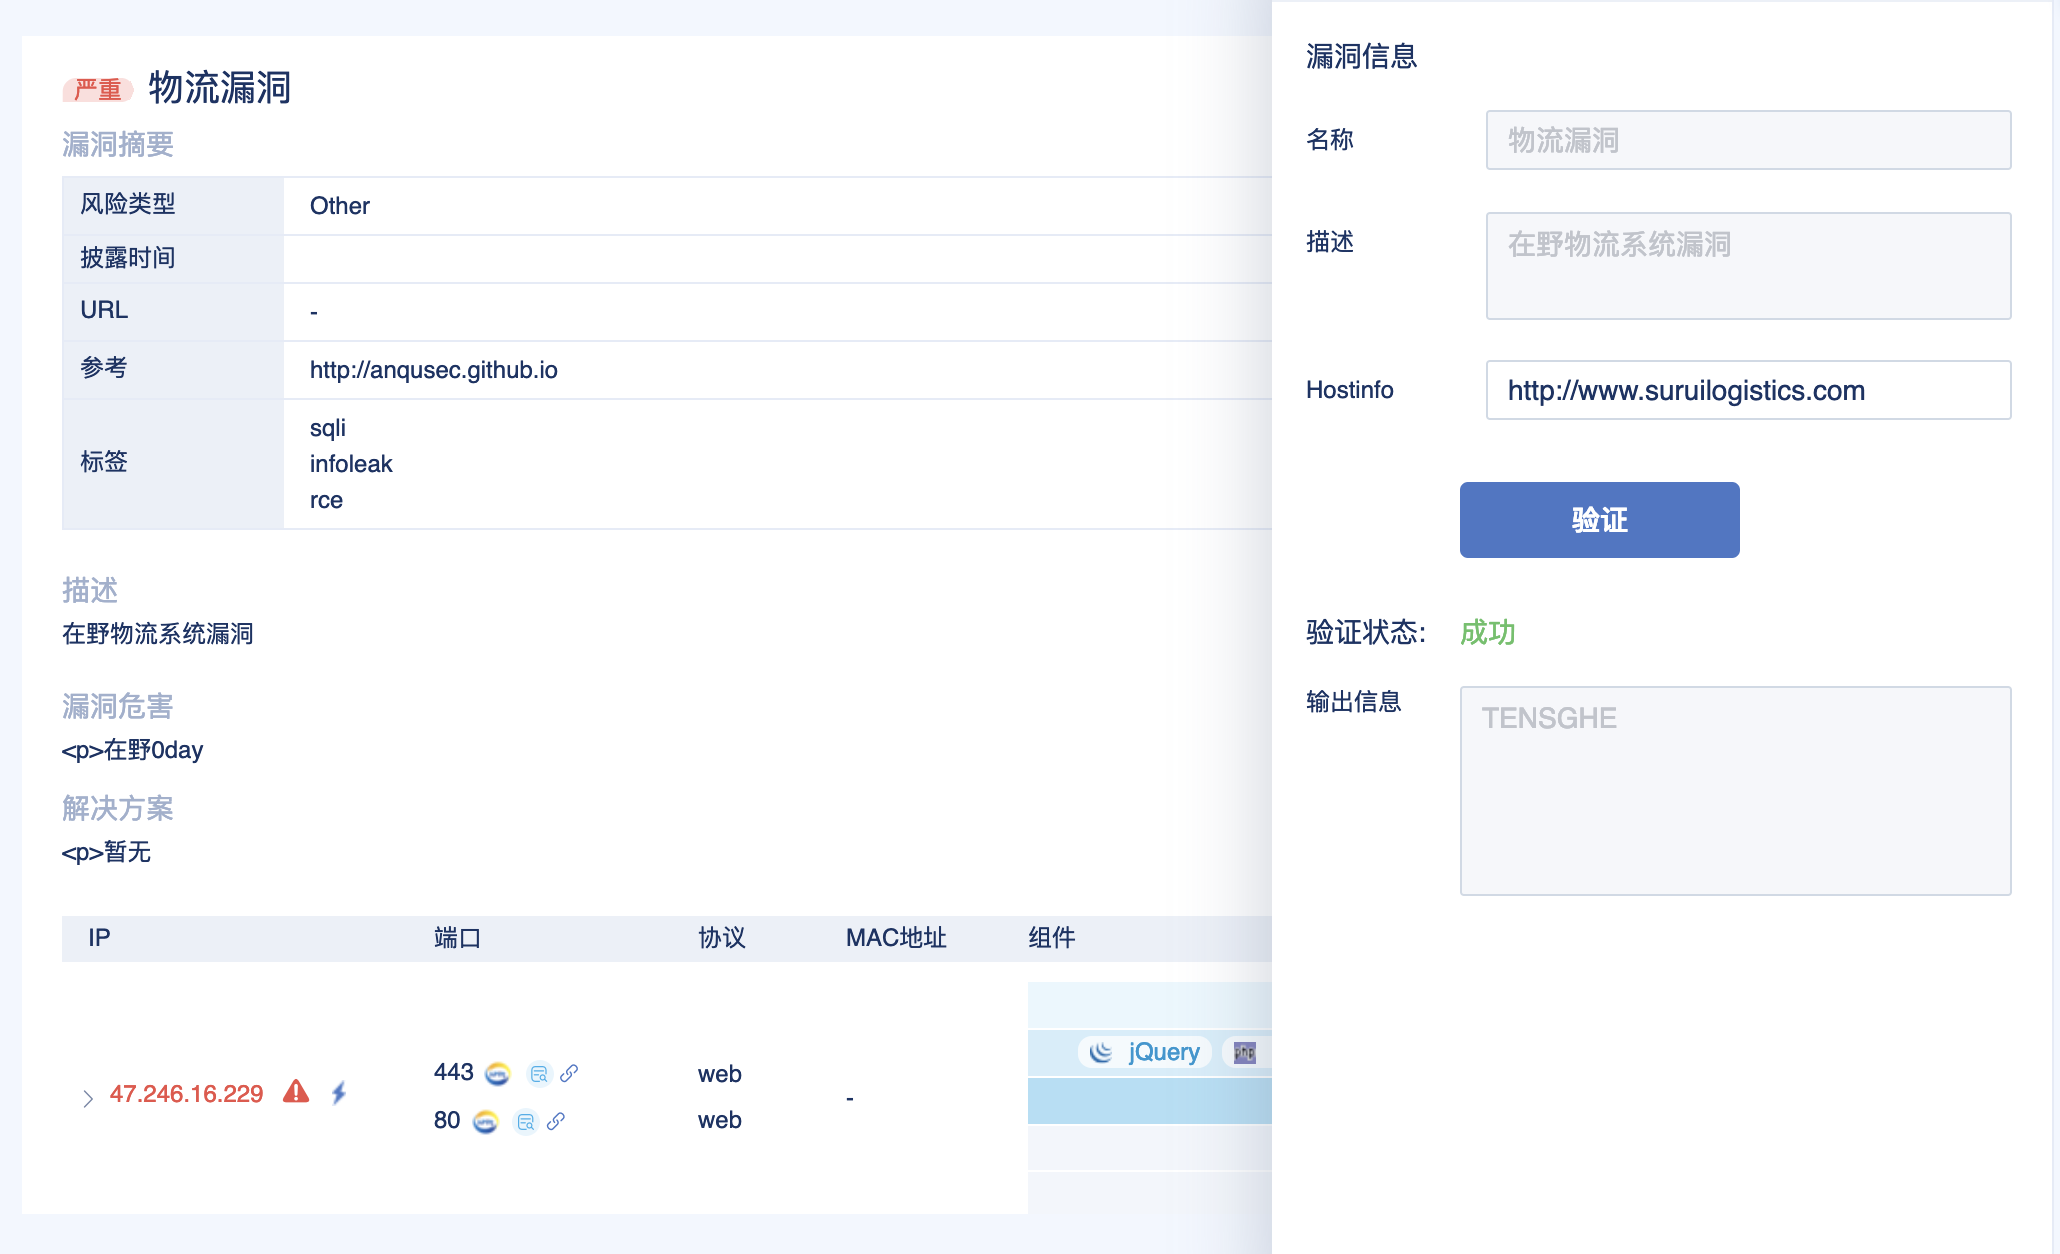 严重 物流漏洞
漏洞摘要
风险类型 Other
披露时间
URL -
参考 http://anqusec.github.io
标签 sqli
infoleak
rce
描述
在野物流系统漏洞
漏洞危害
<p>在野0day
解决方案
<p>暂无
IP 端口 协议 MAC地址 组件
47.246.16.229
443 web
80 web
-
jQuery php
漏洞信息
名称 物流漏洞
描述 在野物流系统漏洞
Hostinfo http://www.suruilogistics.com
验证
验证状态: 成功
输出信息 TENSGHE